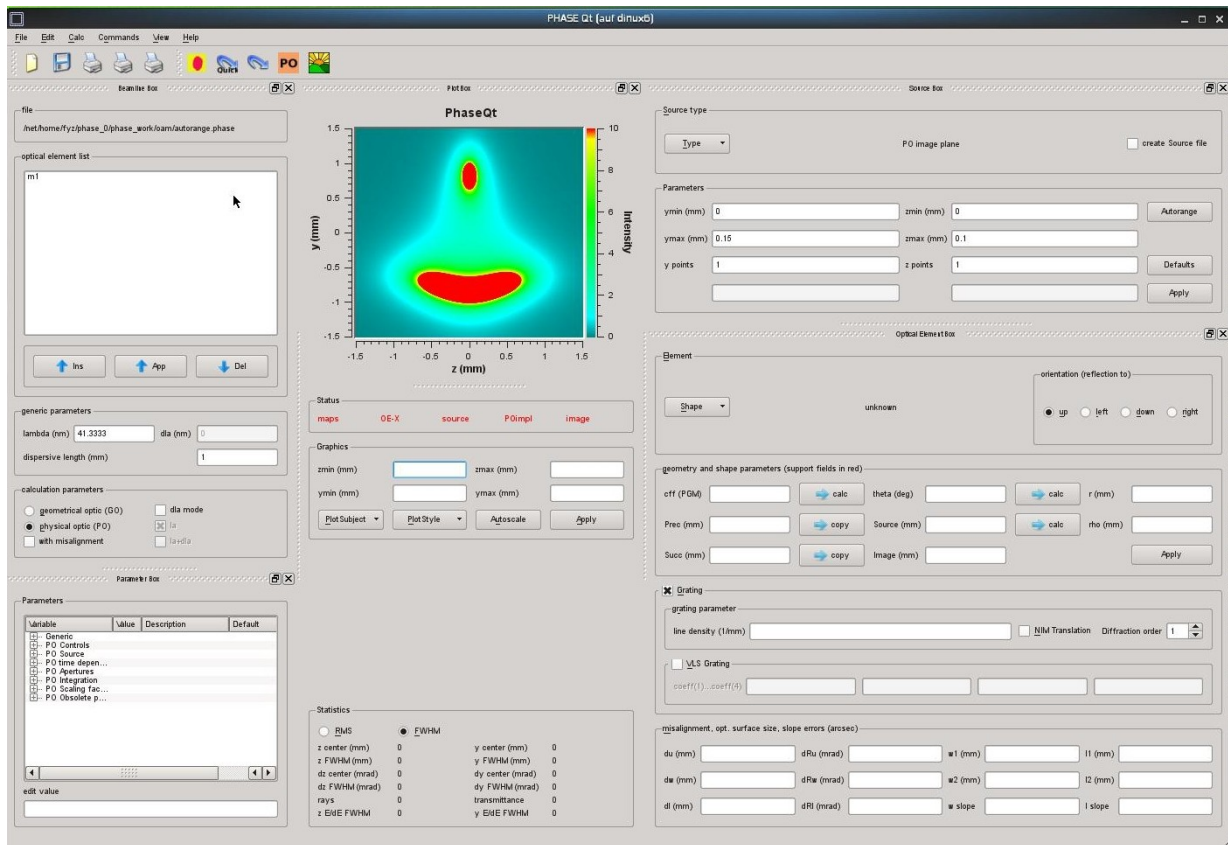 PHASE Qt (auf dinux6)
File Edit Calc Commands View Help
Quick PO
Beamline Box
file
/net/home/fyz/phase_0/phase_work/oam/autorange.phase
optical element list
m1
Ins App Del
generic parameters
lambda (nm) 41.3333 dla (nm) 0
dispersive length (mm) 1
calculation parameters
geometrical optic (GO) dla mode
physical optic (PO) la
with misalignment la+dla
Parameter Box
Parameters
Variable Value Description Default
Generic
PO Controls
PO Source
PO time depen...
PO Apertures
PO Integration
PO Scaling fac...
PO Obsolete p...
edit value
Plot Box
PhaseQt
1.5
1
0.5
0
-0.5
-1
-1.5
y (mm)
-1.5 -1 -0.5 0 0.5 1 1.5
z (mm)
10
8
6
4
2
0
Intensity
Status
maps OE-X source POimpl image
Graphics
zmin (mm) zmax (mm)
ymin (mm) ymax (mm)
PlotSubject PlotStyle Autoscale Apply
Statistics
RMS FWHM
z center (mm) 0 y center (mm) 0
z FWHM (mm) 0 y FWHM (mm) 0
dz center (mrad) 0 dy center (mrad) 0
dz FWHM (mrad) 0 dy FWHM (mrad) 0
rays 0 transmittance 0
z E/dE FWHM 0 y E/dE FWHM 0
Source Box
Source type
Type PO image plane create Source file
Parameters
ymin (mm) 0 zmin (mm) 0 Autorange
ymax (mm) 0.15 zmax (mm) 0.1
y points 1 z points 1 Defaults
Apply
Optical Element Box
Element
Shape unknown
orientation (reflection to)
up left down right
geometry and shape parameters (support fields in red)
cff (PGM) calc theta (deg) calc r (mm)
Prec (mm) copy Source (mm) calc rho (mm)
Succ (mm) copy Image (mm) Apply
Grating
grating parameter
line density (1/mm) NIM Translation Diffraction order 1
VLS Grating
coeff(1)...coeff(4)
misalignment, opt. surface size, slope errors (arcsec)
du (mm) dRu (mrad) w1 (mm) l1 (mm)
dw (mm) dRw (mrad) w2 (mm) l2 (mm)
dl (mm) dRl (mrad) w slope l slope